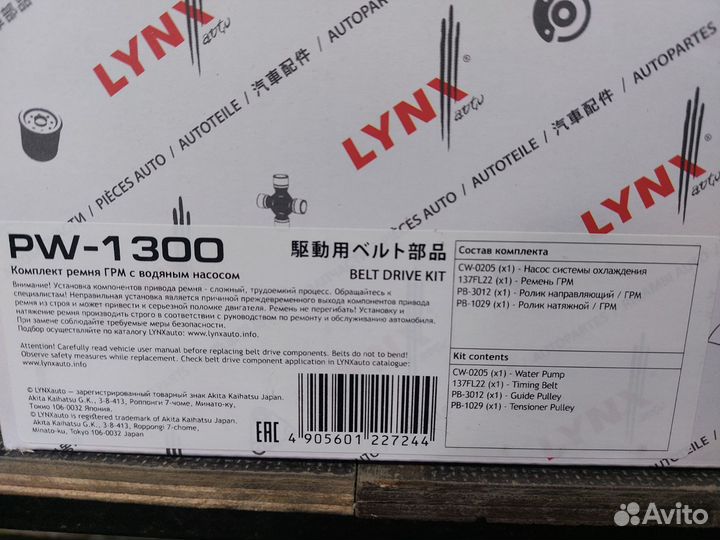 LYNX
auto
АВТОЧАСТИ / PIÈCES AUTO / AUTOTEILE / 汽車配件 / AUTOPARTES
LYNX
auto
PIÈCES AUTO / AUTOTEILE / 汽車配件 / AUTOPARTES
LYNX
auto
PW-1300
Комплект ремня ГРМ с водяным насосом
駆動用ベルト部品
BELT DRIVE KIT
Внимание! Установка компонентов привода ремня - сложный, трудоемкий процесс. Обращайтесь к
специалистам! Неправильная установка является причиной преждевременного выхода компонентов привода
ремня из строя и может привести к серьезной поломке двигателя. Ремень не перегибать! Установку и
натяжение ремня производить строго в соответствии с руководством по ремонту и обслуживанию автомобиля.
При замене соблюдайте требуемые меры безопасности.
Подбор осуществляйте по каталогу LYNXauto: www.lynxauto.info.
Attention! Carefully read vehicle user manual before replacing belt drive components. Belts do not to bend!
Observe safety measures while replacement. Check belt drive component application in LYNXauto catalogue:
www.lynxauto.info
© LYNXauto — зарегистрированный товарный знак Akita Kaihatsu Japan.
Akita Kaihatsu G.K., 3-8-413, Роппонги 7-чоме, Минато-ку,
Токио 106-0032 Япония.
© LYNXauto is registered trademark of Akita Kaihatsu Japan.
Akita Kaihatsu G.K., 3-8-413, Roppongi 7-chome,
Minato-ku, Tokyo 106-0032 Japan
EAC
4 905601 227244
Состав комплекта
CW-0205 (x1) - Насос системы охлаждения
137FL22 (x1) - Ремень ГРМ
PB-3012 (x1) - Ролик направляющий / ГРМ
PB-1029 (x1) - Ролик натяжной / ГРМ
Kit contents
CW-0205 (x1) - Water Pump
137FL22 (x1) - Timing Belt
PB-3012 (x1) - Guide Pulley
PB-1029 (x1) - Tensioner Pulley
Avito